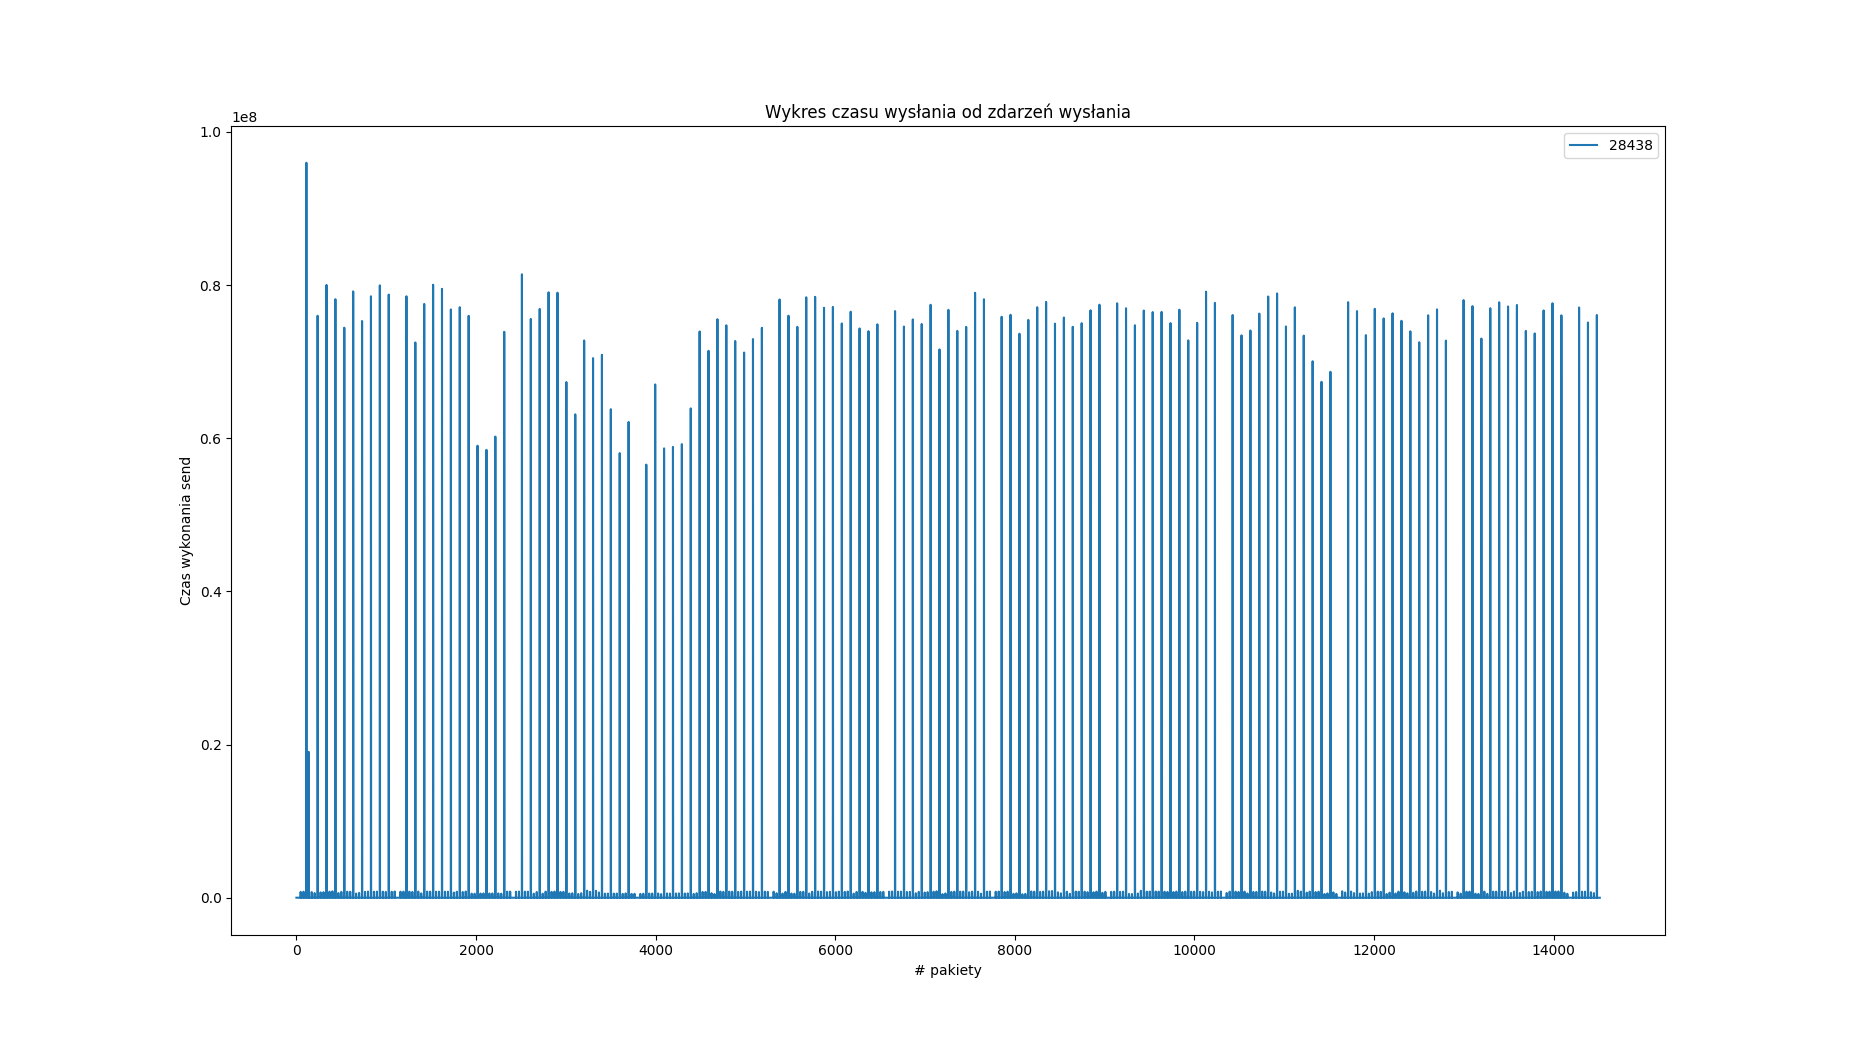 Wykres czasu wysłania od zdarzeń wysłania
1e8
1.0
0.8
0.6
0.4
0.2
0.0
Czas wykonania send
28438
0 2000 4000 6000 8000 10000 12000 14000
# pakiety